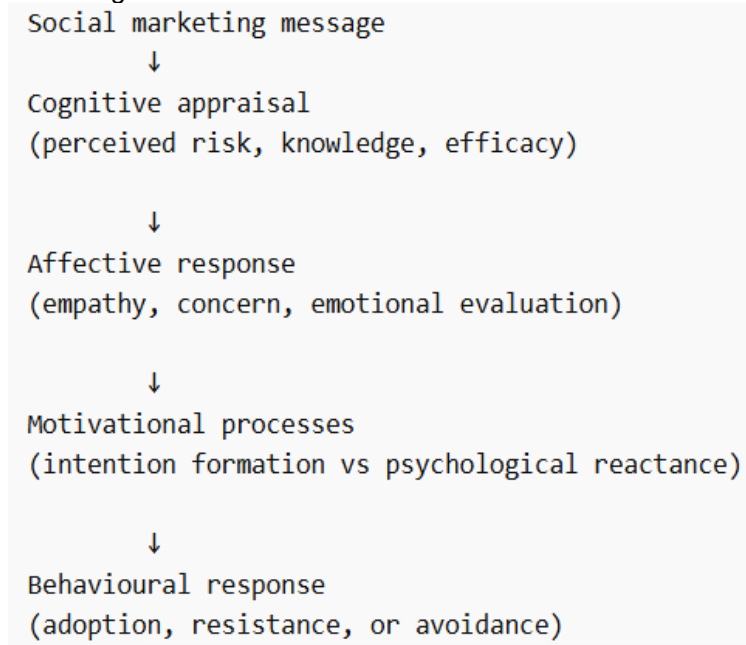 Social marketing message
↓
Cognitive appraisal
(perceived risk, knowledge, efficacy)
↓
Affective response
(empathy, concern, emotional evaluation)
↓
Motivational processes
(intention formation vs psychological reactance)
↓
Behavioural response
(adoption, resistance, or avoidance)